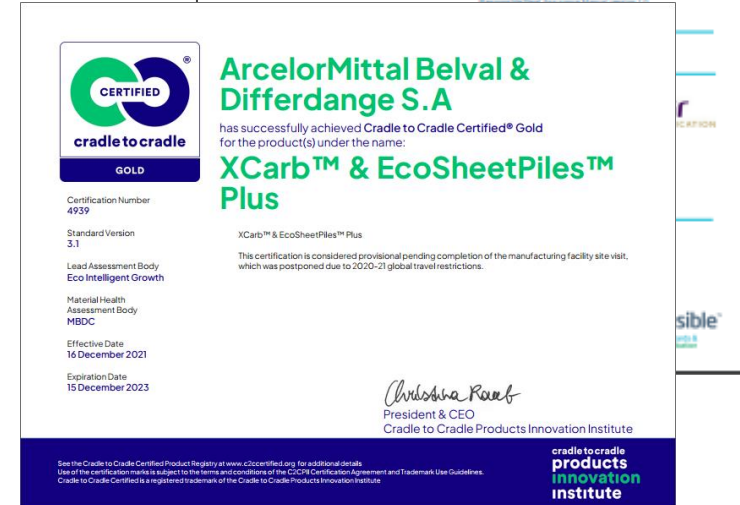 CERTIFIED
®
cradletocradle
GOLD
Certification Number
4939
Standard Version
3.1
Lead Assessment Body
Eco Intelligent Growth
Material Health
Assessment Body
MBDC
Effective Date
16 December 2021
Expiration Date
15 December 2023
ArcelorMittal Belval &
Differdange S.A
has successfully achieved Cradle to Cradle Certified® Gold
for the product(s) under the name:
XCarb™ & EcoSheetPiles™
Plus
XCarb™ & EcoSheetPiles™ Plus
This certification is considered provisional pending completion of the manufacturing facility site visit,
which was postponed due to 2020-21 global travel restrictions.
Christina Raab
President & CEO
Cradle to Cradle Products Innovation Institute
See the Cradle to Cradle Certified Product Registry at www.c2ccertified.org for additional details
Use of the certification marks is subject to the terms and conditions of the C2CPII Certification Agreement and Trademark Use Guidelines.
Cradle to Cradle Certified is a registered trademark of the Cradle to Cradle Products Innovation Institute
cradletocradle
products
innovation
institute
r
sible